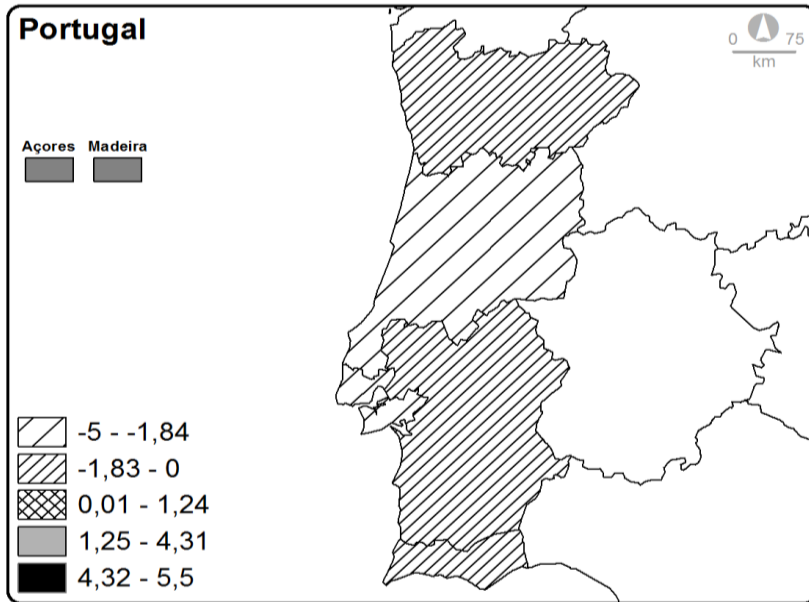 Portugal
0 75
km
Açores Madeira
-5 - -1,84
-1,83 - 0
0,01 - 1,24
1,25 - 4,31
4,32 - 5,5